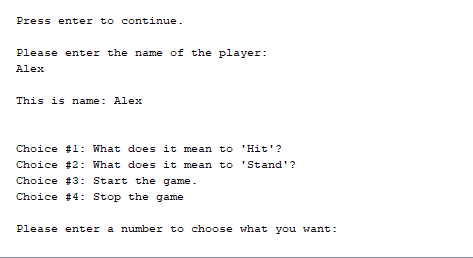 Press enter to continue.
Please enter the name of the player:
Alex
This is name: Alex
Choice #1: What does it mean to 'Hit'?
Choice #2: What does it mean to 'Stand'?
Choice #3: Start the game.
Choice #4: Stop the game
Please enter a number to choose what you want: